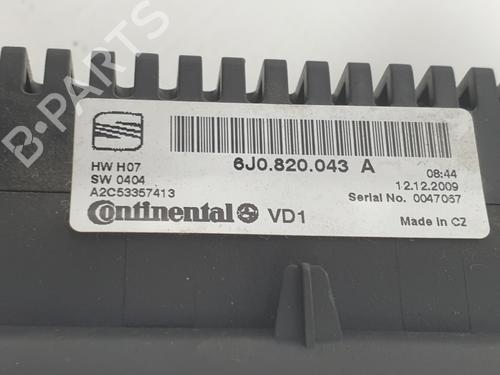 6J0.820.043 A
HW H07
SW 0404
A2C53357413
08:44
12.12.2009
Serial No. 0047067
Continental VD1
Made in CZ
B-PARTS